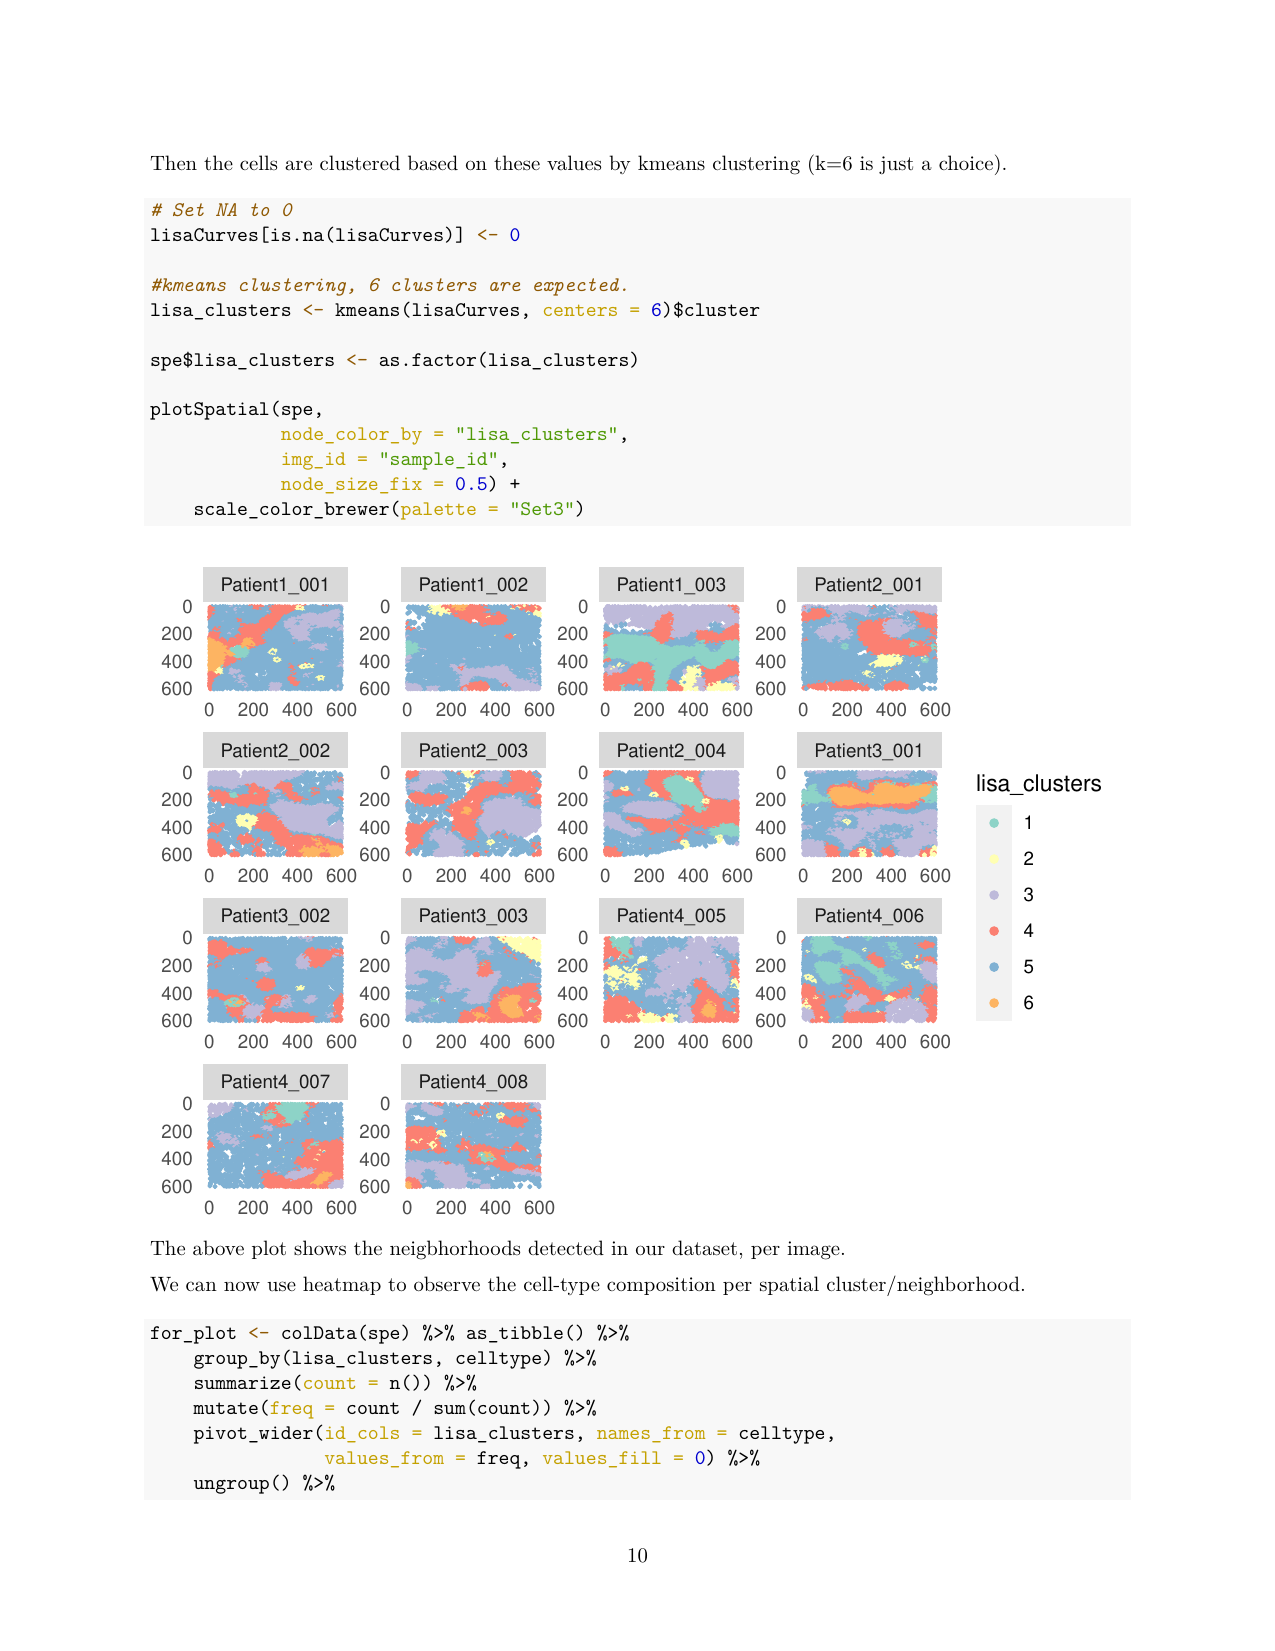 Then the cells are clustered based on these values by kmeans clustering (k=6 is just a choice).
# Set NA to 0
lisaCurves[is.na(lisaCurves)] <- 0
#kmeans clustering, 6 clusters are expected.
lisa_clusters <- kmeans(lisaCurves, centers = 6)$cluster
spe$lisa_clusters <- as.factor(lisa_clusters)
plotSpatial(spe,
            node_color_by = "lisa_clusters",
            img_id = "sample_id",
            node_size_fix = 0.5) +
    scale_color_brewer(palette = "Set3")
Patient1_001 Patient1_002 Patient1_003 Patient2_001
0 0 0 0
200 200 200 200
400 400 400 400
600 600 600 600
0 200 400 600 0 200 400 600 0 200 400 600 0 200 400 600
Patient2_002 Patient2_003 Patient2_004 Patient3_001
0 0 0 0
200 200 200 200
400 400 400 400
600 600 600 600
0 200 400 600 0 200 400 600 0 200 400 600 0 200 400 600
Patient3_002 Patient3_003 Patient4_005 Patient4_006
0 0 0 0
200 200 200 200
400 400 400 400
600 600 600 600
0 200 400 600 0 200 400 600 0 200 400 600 0 200 400 600
Patient4_007 Patient4_008
0 0
200 200
400 400
600 600
0 200 400 600 0 200 400 600
lisa_clusters
1
2
3
4
5
6
The above plot shows the neigbhorhoods detected in our dataset, per image.
We can now use heatmap to observe the cell-type composition per spatial cluster/neighborhood.
for_plot <- colData(spe) %>% as_tibble() %>%
    group_by(lisa_clusters, celltype) %>%
    summarize(count = n()) %>%
    mutate(freq = count / sum(count)) %>%
    pivot_wider(id_cols = lisa_clusters, names_from = celltype,
                values_from = freq, values_fill = 0) %>%
    ungroup() %>%
10